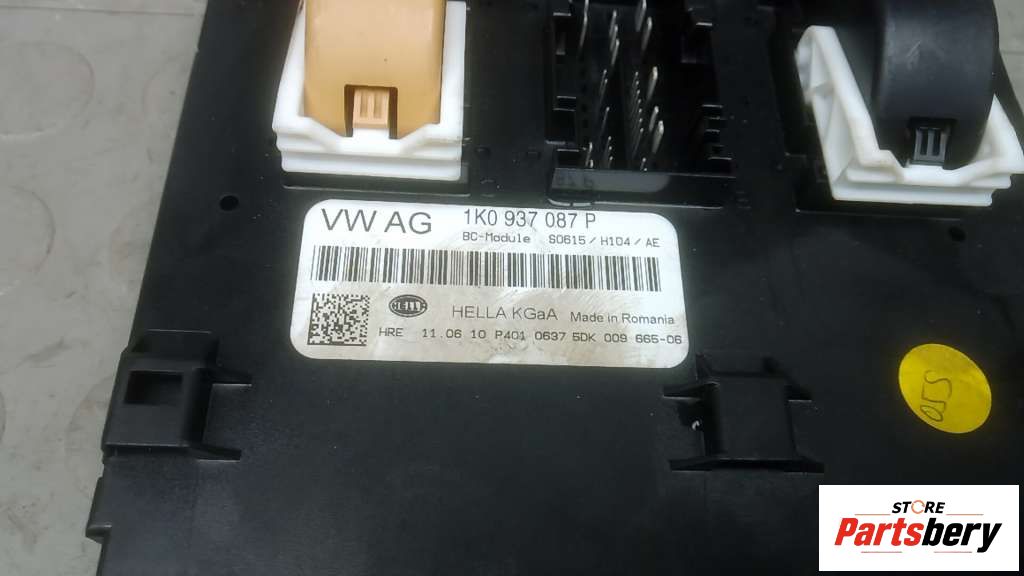 VW AG 1K0 937 087 P
BC-Module S0615 / H104 / AE
HELLA
HELLA KGaA Made in Romania
HRE 11.06.10 P401 0637 5DK 009 665-06
STORE
Partsbery